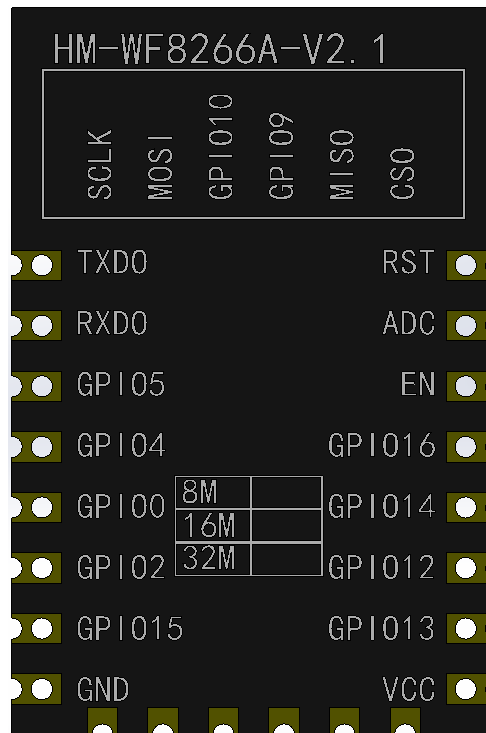 HM-WF8266A-V2.1
SCLK MOSI GPIO10 GPIO9 MISO CSO
TXDO RST
RXDO ADC
GPIO5 EN
GPIO4 GPIO16
8M
GPIO0 GPIO14
16M
32M
GPIO2 GPIO12
GPIO15 GPIO13
GND VCC